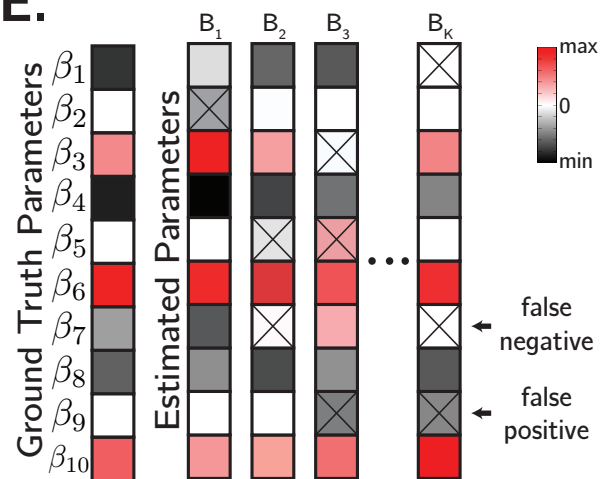 E.
B₁ B₂ B₃ B_K
Ground Truth Parameters
Estimated Parameters
β₁
β₂
β₃
β₄
β₅
β₆
β₇
β₈
β₉
β₁₀
...
max
0
min
false
negative
false
positive